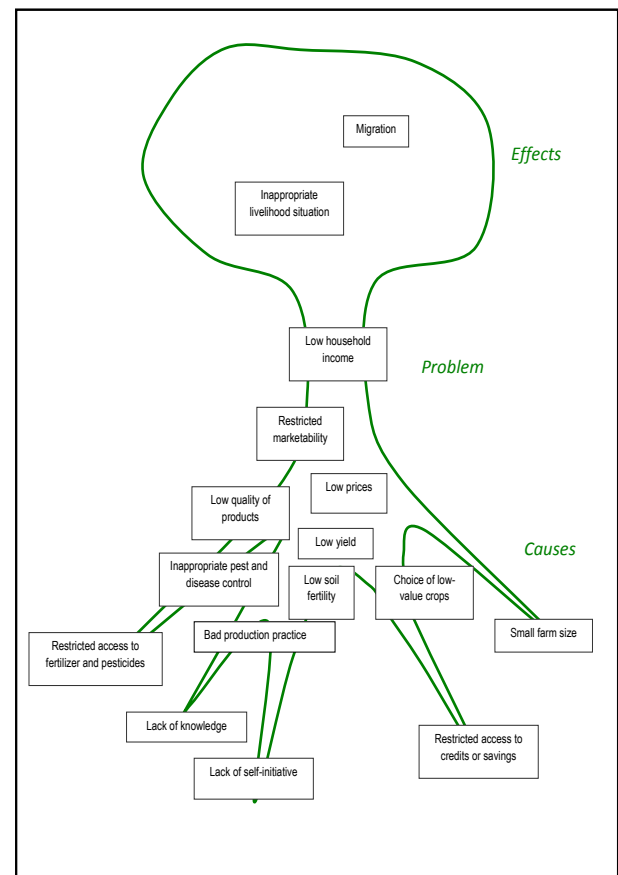 Migration
Effects
Inappropriate
livelihood situation
Low household
income
Problem
Restricted
marketability
Low prices
Low quality of
products
Low yield
Causes
Inappropriate pest and
disease control
Low soil
fertility
Choice of low-
value crops
Bad production practice
Small farm size
Restricted access to
fertilizer and pesticides
Lack of knowledge
Restricted access to
credits or savings
Lack of self-initiative